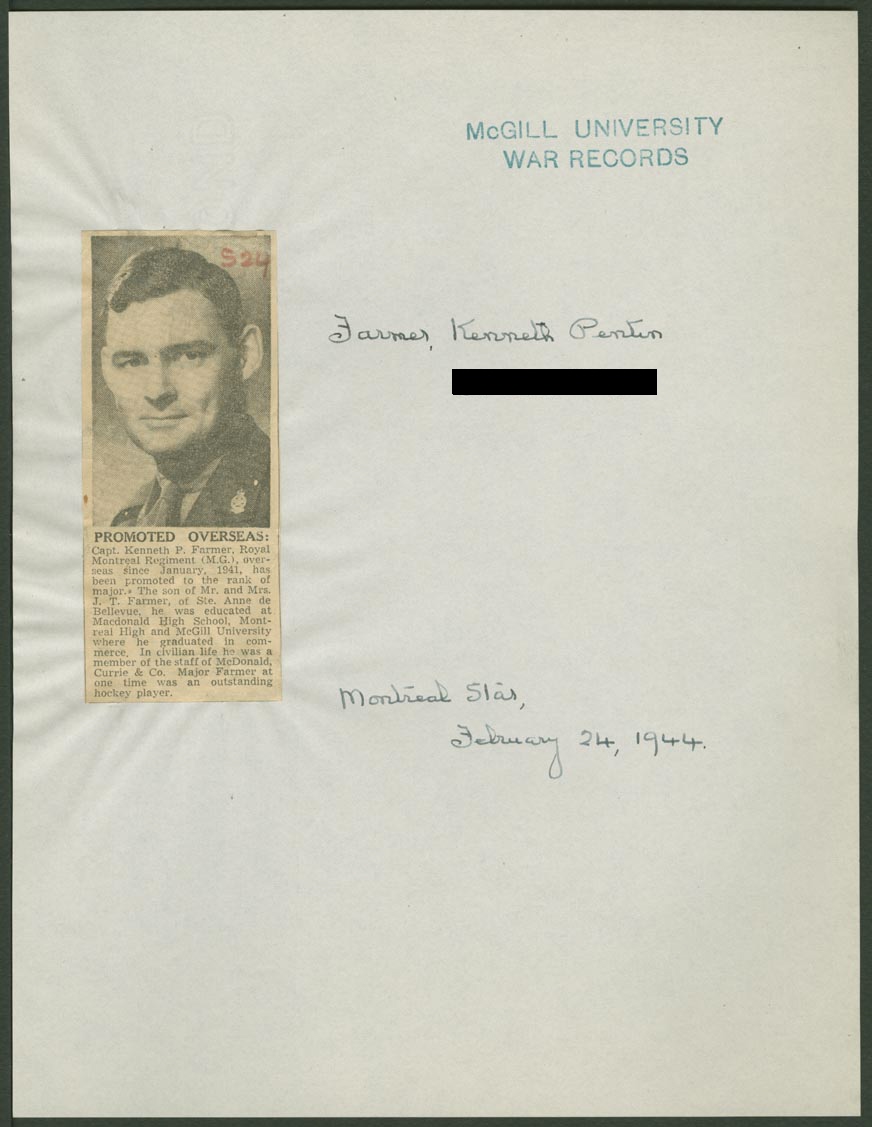 McGILL UNIVERSITY
WAR RECORDS
S24
Farmer, Kenneth Pentin
PROMOTED OVERSEAS:
Capt. Kenneth P. Farmer, Royal
Montreal Regiment (M.G.), over-
seas since January, 1941, has
been promoted to the rank of
major. The son of Mr. and Mrs.
J. T. Farmer, of Ste. Anne de
Bellevue, he was educated at
Macdonald High School, Mont-
real High and McGill University
where he graduated in com-
merce. In civilian life he was a
member of the staff of McDonald,
Currie & Co. Major Farmer at
one time was an outstanding
hockey player.
Montreal Star,
February 24, 1944.